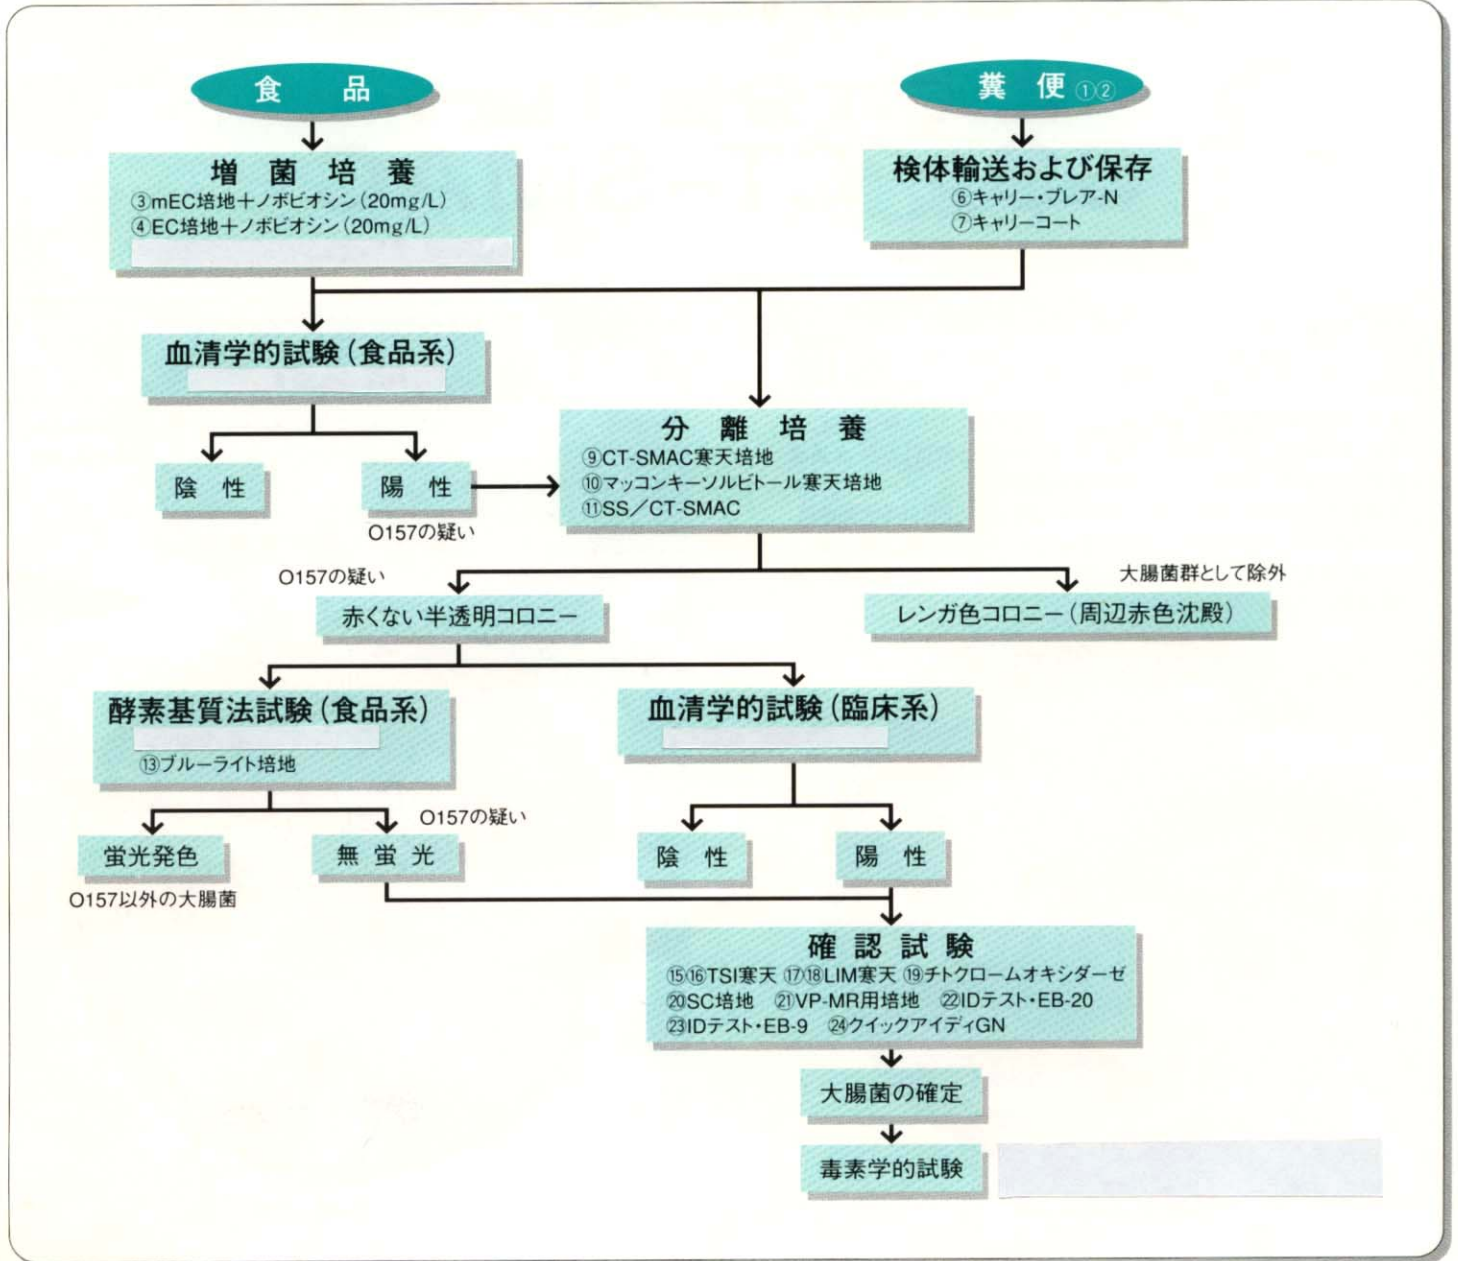 食 品
糞 便 ①②
増 菌 培 養
③mEC培地＋ノボビオシン(20mg/L)
④EC培地＋ノボビオシン(20mg/L)
検体輸送および保存
⑥キャリー・ブレア-N
⑦キャリーコート
血清学的試験(食品系)
陰 性
陽 性
O157の疑い
分 離 培 養
⑨CT-SMAC寒天培地
⑩マッコンキーソルビトール寒天培地
⑪SS／CT-SMAC
O157の疑い
赤くない半透明コロニー
大腸菌群として除外
レンガ色コロニー(周辺赤色沈殿)
酵素基質法試験(食品系)
⑬ブルーライト培地
血清学的試験(臨床系)
蛍光発色
O157以外の大腸菌
O157の疑い
無 蛍 光
陰 性
陽 性
確 認 試 験
⑮⑯TSI寒天 ⑰⑱LIM寒天 ⑲チトクロームオキシダーゼ
⑳SC培地 ㉑VP-MR用培地 ㉒IDテスト・EB-20
㉓IDテスト・EB-9 ㉔クイックアイディGN
大腸菌の確定
毒素学的試験